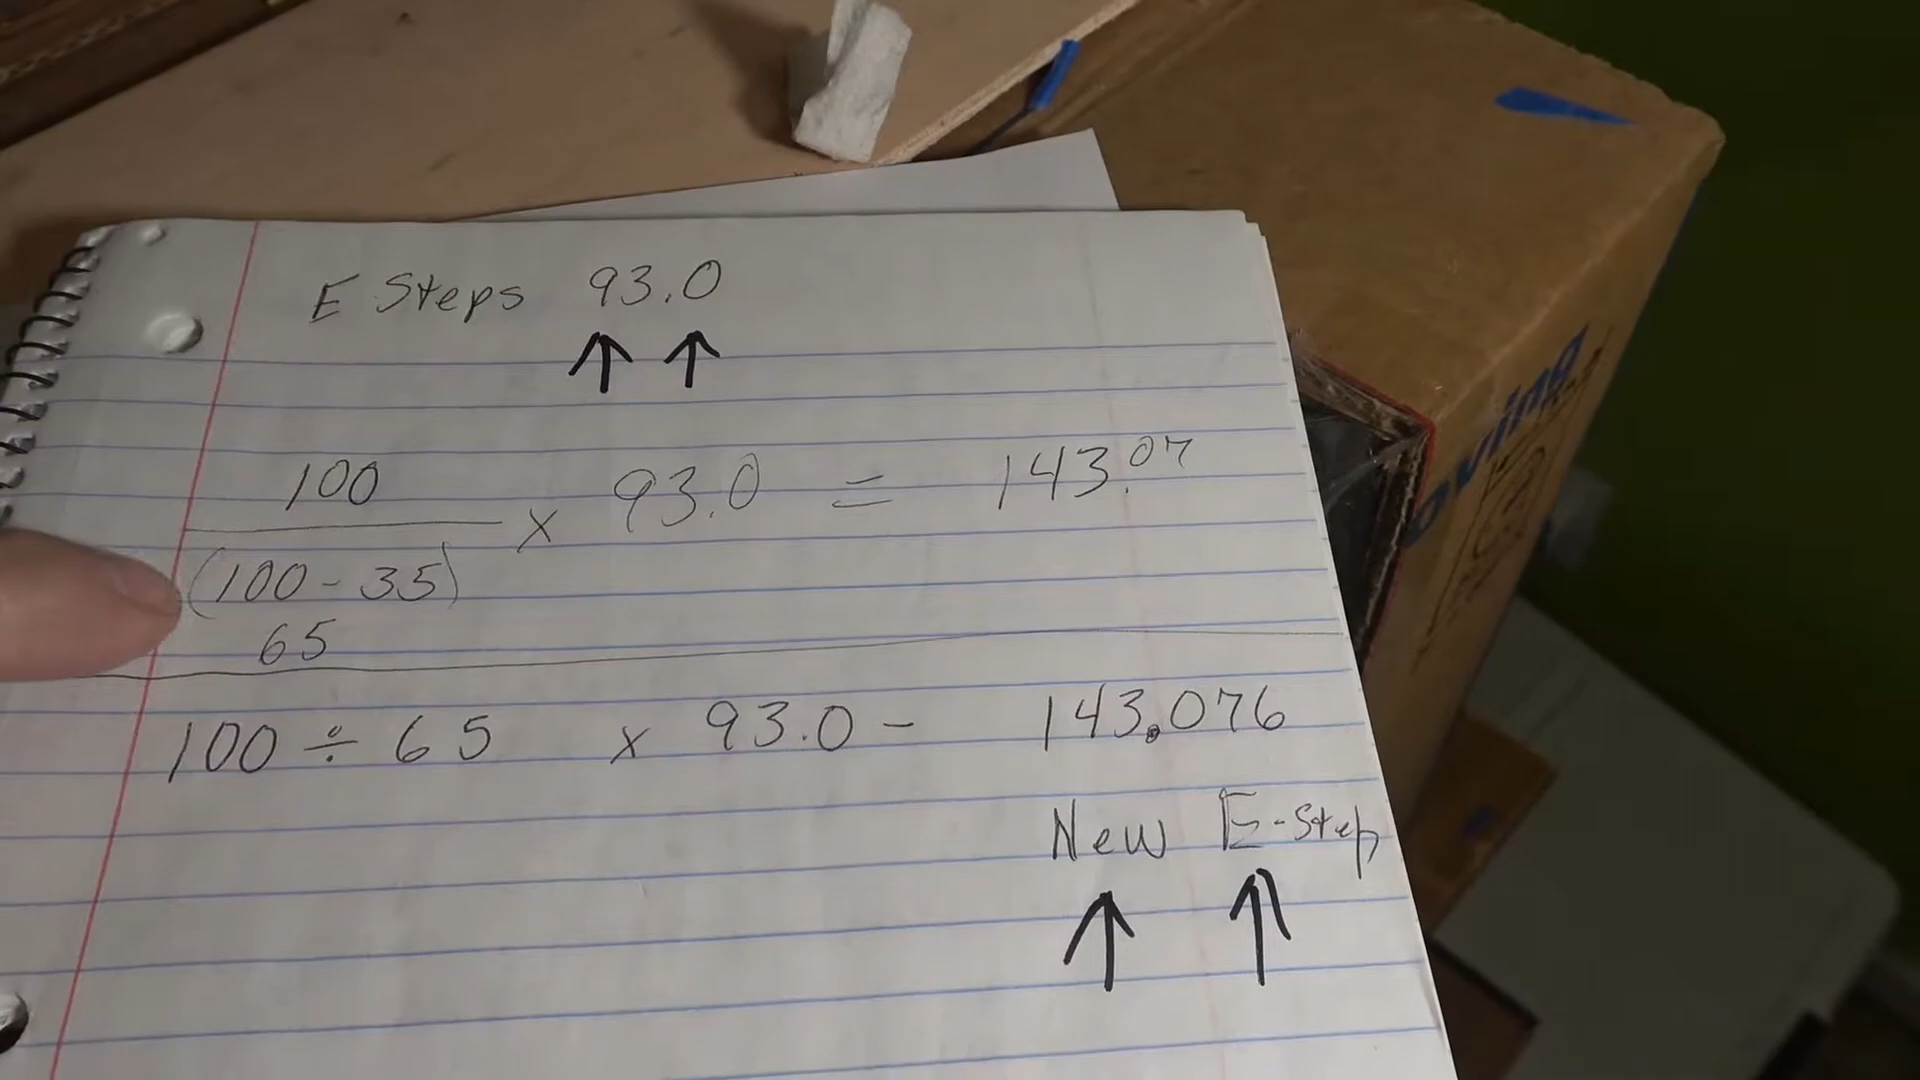 E Steps 93.0
100
(100-35) x 93.0 = 143.07
65
100 ÷ 65 x 93.0 - 143.076
New E-Step
oving